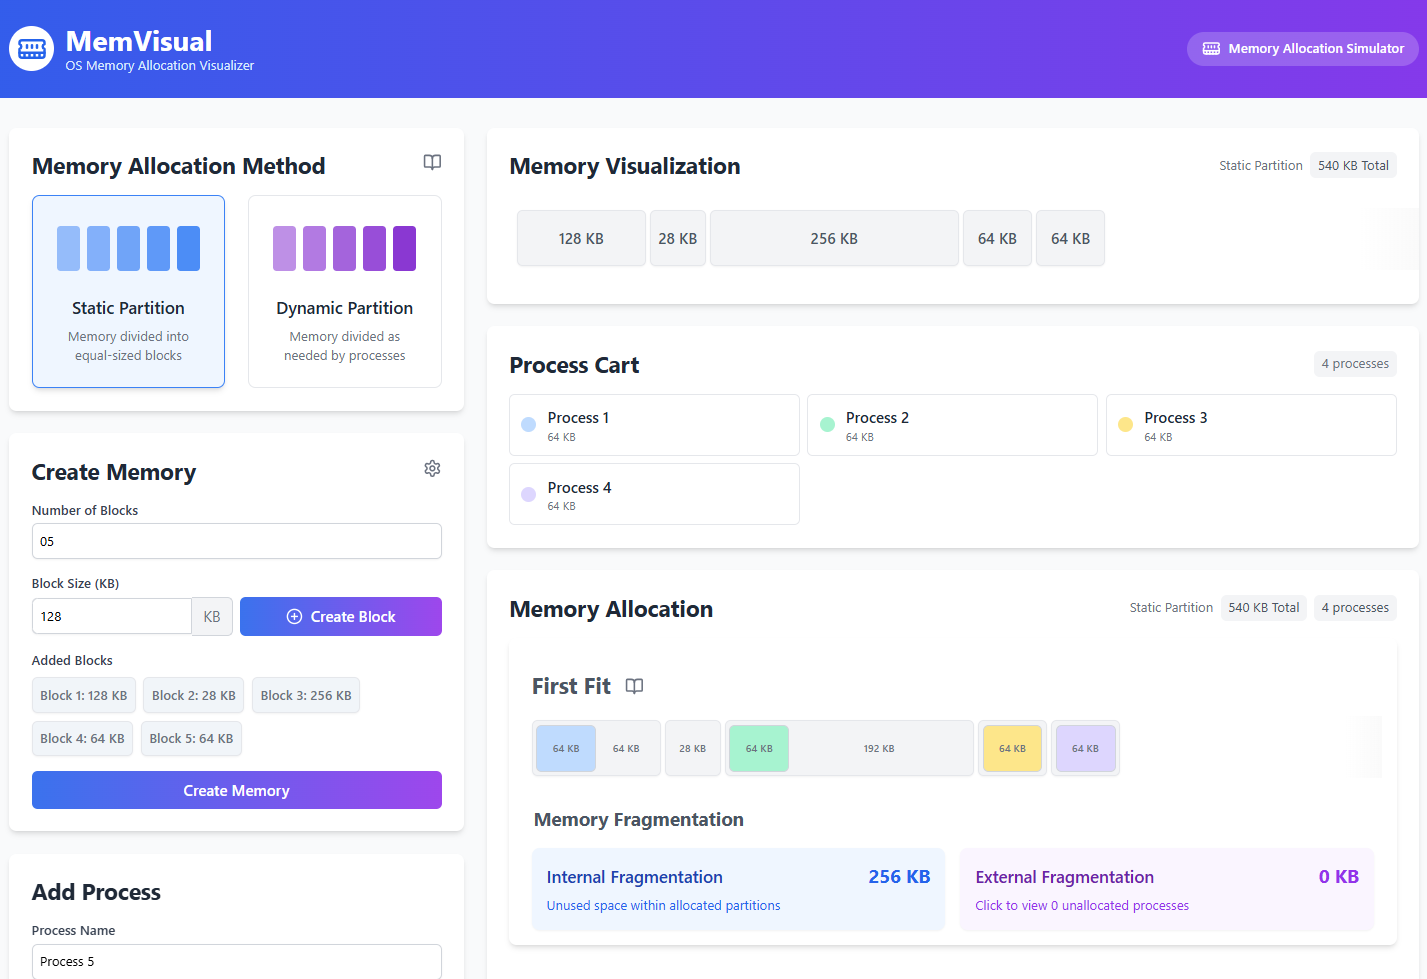 MemVisual
OS Memory Allocation Visualizer
Memory Allocation Simulator
Memory Allocation Method
Static Partition
Memory divided into
equal-sized blocks
Dynamic Partition
Memory divided as
needed by processes
Create Memory
Number of Blocks
05
Block Size (KB)
128
KB
Create Block
Added Blocks
Block 1: 128 KB
Block 2: 28 KB
Block 3: 256 KB
Block 4: 64 KB
Block 5: 64 KB
Create Memory
Add Process
Process Name
Process 5
Memory Visualization
Static Partition
540 KB Total
128 KB
28 KB
256 KB
64 KB
64 KB
Process Cart
4 processes
Process 1
64 KB
Process 2
64 KB
Process 3
64 KB
Process 4
64 KB
Memory Allocation
Static Partition
540 KB Total
4 processes
First Fit
64 KB
64 KB
28 KB
64 KB
192 KB
64 KB
64 KB
Memory Fragmentation
Internal Fragmentation
256 KB
Unused space within allocated partitions
External Fragmentation
0 KB
Click to view 0 unallocated processes